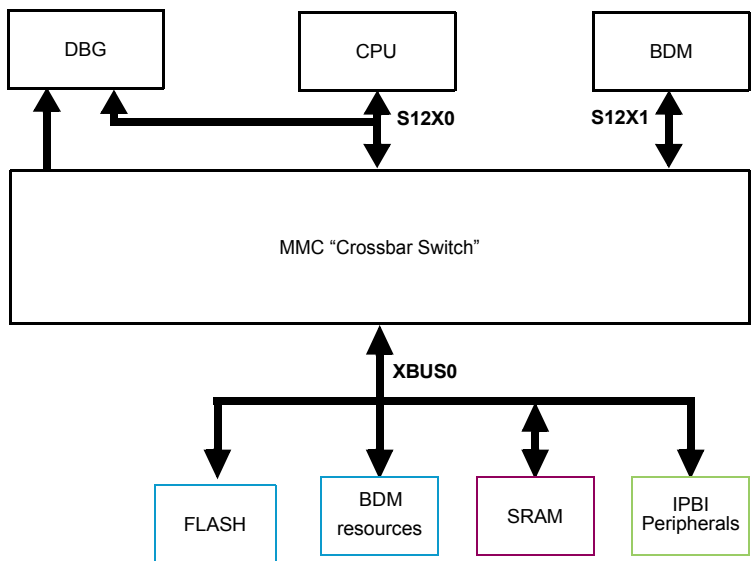 DBG
CPU
BDM
S12X0
S12X1
MMC “Crossbar Switch”
XBUS0
FLASH
BDM
resources
SRAM
IPBI
Peripherals